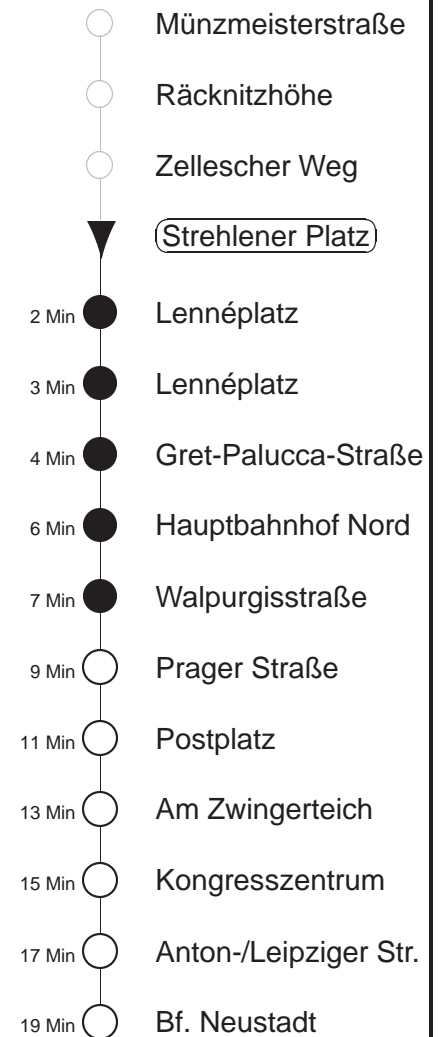 Münzmeisterstraße
Räcknitzhöhe
Zellescher Weg
Strehlener Platz
2 Min Lennéplatz
3 Min Lennéplatz
4 Min Gret-Palucca-Straße
6 Min Hauptbahnhof Nord
7 Min Walpurgisstraße
9 Min Prager Straße
11 Min Postplatz
13 Min Am Zwingerteich
15 Min Kongresszentrum
17 Min Anton-/Leipziger Str.
19 Min Bf. Neustadt